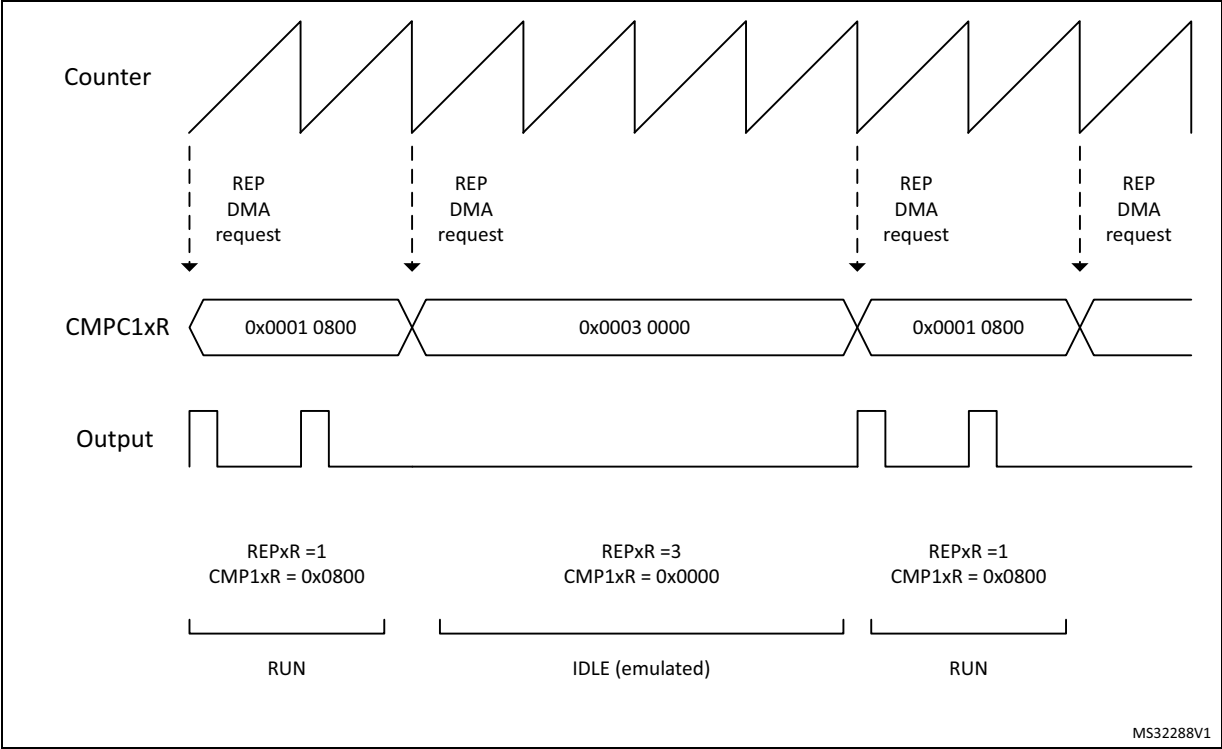 Counter
REP
DMA
request
REP
DMA
request
REP
DMA
request
REP
DMA
request
CMPC1xR
0x0001 0800
0x0003 0000
0x0001 0800
Output
REPxR =1
CMP1xR = 0x0800
REPxR =3
CMP1xR = 0x0000
REPxR =1
CMP1xR = 0x0800
RUN
IDLE (emulated)
RUN
MS32288V1